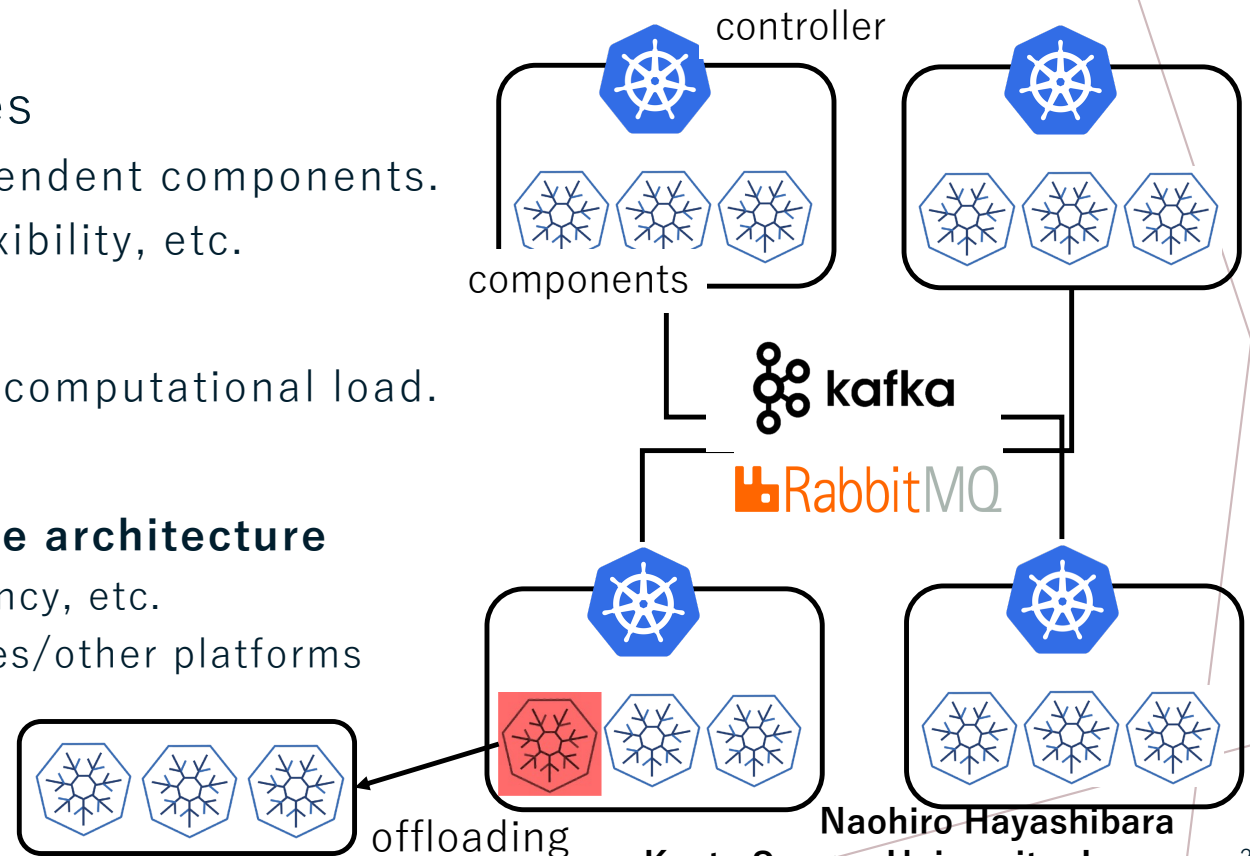 controller
es
endent components.
xibility, etc.
components
computational load.
kafka
RabbitMQ
e architecture
ncy, etc.
es/other platforms
offloading
Naohiro Hayashibara